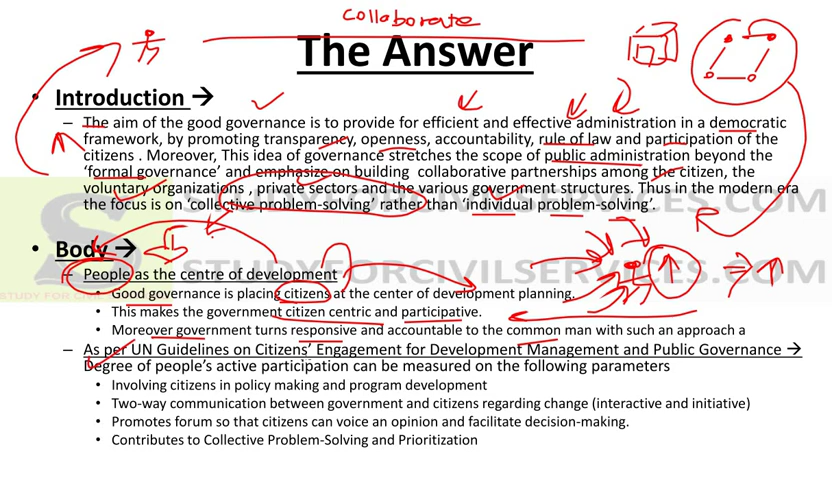 collaborate
The Answer
• Introduction →
– The aim of the good governance is to provide for efficient and effective administration in a democratic
framework, by promoting transparency, openness, accountability, rule of law and participation of the
citizens . Moreover, This idea of governance stretches the scope of public administration beyond the
‘formal governance’ and emphasize on building collaborative partnerships among the citizen, the
voluntary organizations , private sectors and the various government structures. Thus in the modern era
the focus is on ‘collective problem-solving’ rather than ‘individual problem-solving’.
STUDYFORCIVILSERVICES.COM
• Body →
– People as the centre of development
STUDYFORCIVILSERVICES.COM
STUDY FOR CIVIL
Good governance is placing citizens at the center of development planning.
• This makes the government citizen centric and participative.
• Moreover government turns responsive and accountable to the common man with such an approach a
– As per UN Guidelines on Citizens’ Engagement for Development Management and Public Governance →
Degree of people’s active participation can be measured on the following parameters
• Involving citizens in policy making and program development
• Two-way communication between government and citizens regarding change (interactive and initiative)
• Promotes forum so that citizens can voice an opinion and facilitate decision-making.
• Contributes to Collective Problem-Solving and Prioritization